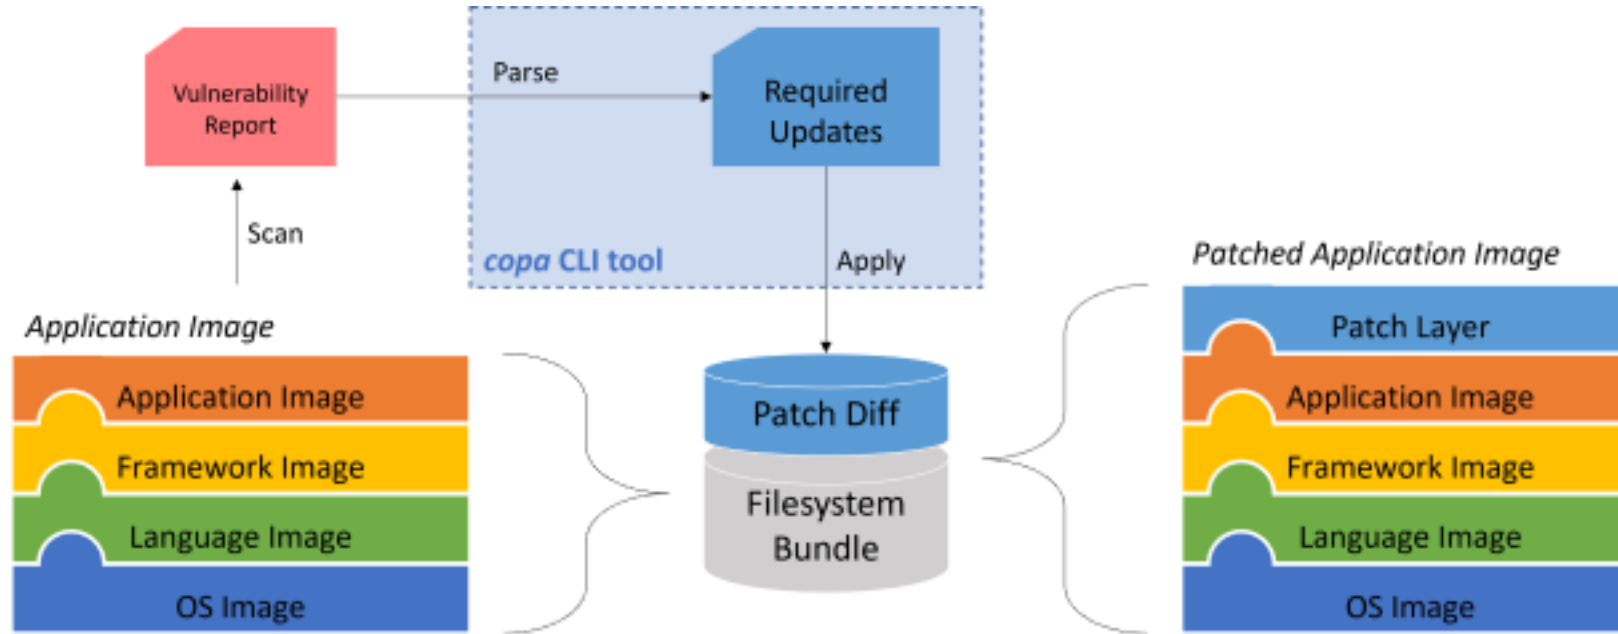 Vulnerability
Report
Parse
Required
Updates
Scan
copa CLI tool
Apply
Application Image
Application Image
Framework Image
Language Image
OS Image
Patch Diff
Filesystem
Bundle
Patched Application Image
Patch Layer
Application Image
Framework Image
Language Image
OS Image